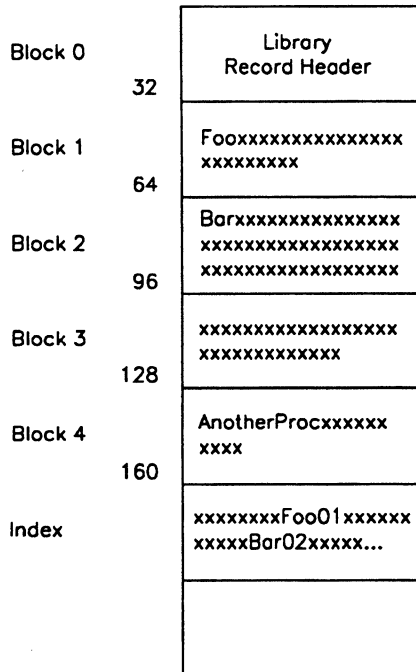 Block 0
Library
Record Header
32
Block 1
Fooxxxxxxxxxxxxxxx
xxxxxxxxx
64
Block 2
Barxxxxxxxxxxxxxxx
xxxxxxxxxxxxxxxxxx
xxxxxxxxxxxxxxxxxx
96
Block 3
xxxxxxxxxxxxxxxxxx
xxxxxxxxxxxxx
128
Block 4
AnotherProcxxxxxx
xxxx
160
Index
xxxxxxxxFoo01xxxxxx
xxxxxBar02xxxxx...